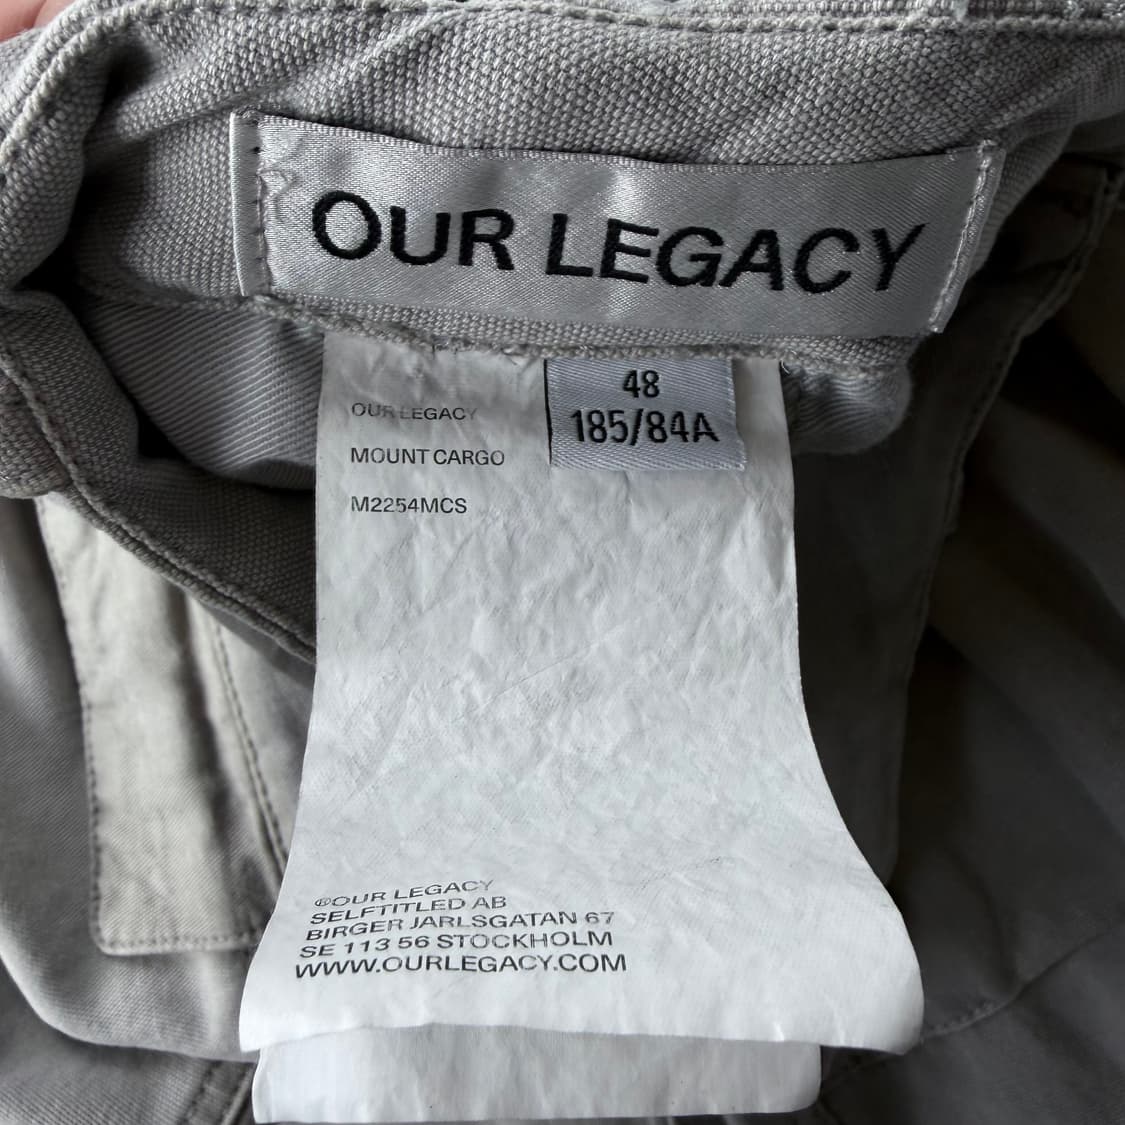 OUR LEGACY
48
185/84A
OUR LEGACY
MOUNT CARGO
M2254MCS
®OUR LEGACY
SELFTITLED AB
BIRGER JARLSGATAN 67
SE 113 56 STOCKHOLM
WWW.OURLEGACY.COM